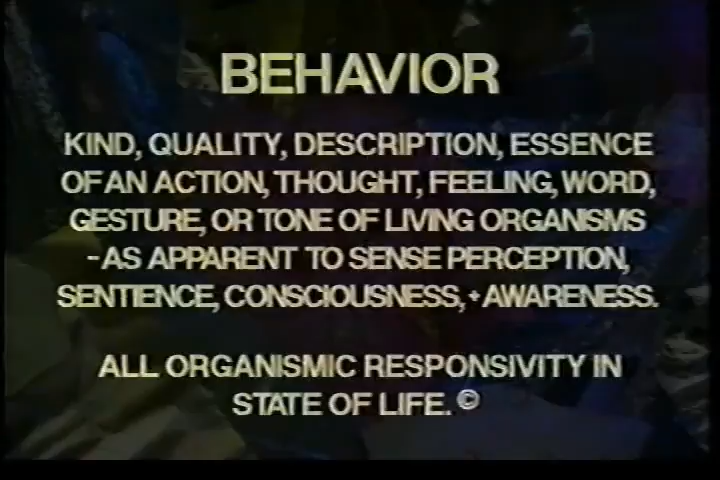 BEHAVIOR
KIND, QUALITY, DESCRIPTION, ESSENCE
OF AN ACTION, THOUGHT, FEELING, WORD,
GESTURE, OR TONE OF LIVING ORGANISMS
-AS APPARENT TO SENSE PERCEPTION,
SENTIENCE, CONSCIOUSNESS, + AWARENESS.
ALL ORGANISMIC RESPONSIVITY IN
STATE OF LIFE.©